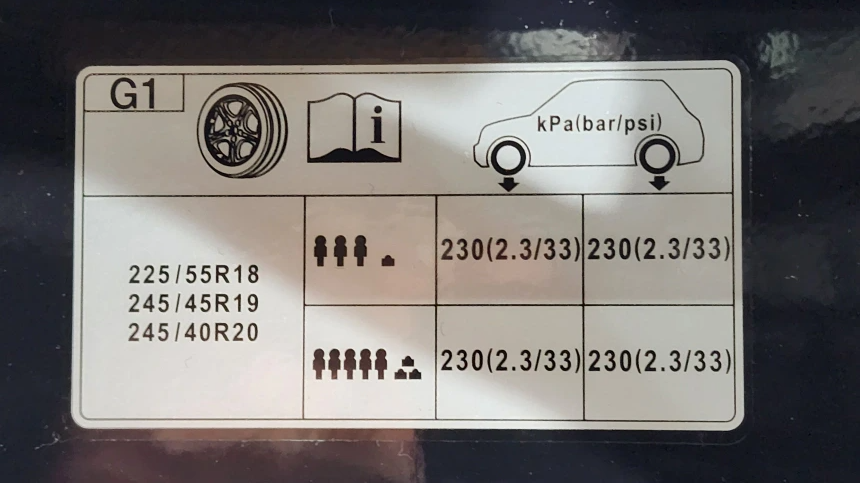 G1
i
kPa(bar/psi)
225/55R18
245/45R19
245/40R20
230(2.3/33) 230(2.3/33)
230(2.3/33) 230(2.3/33)